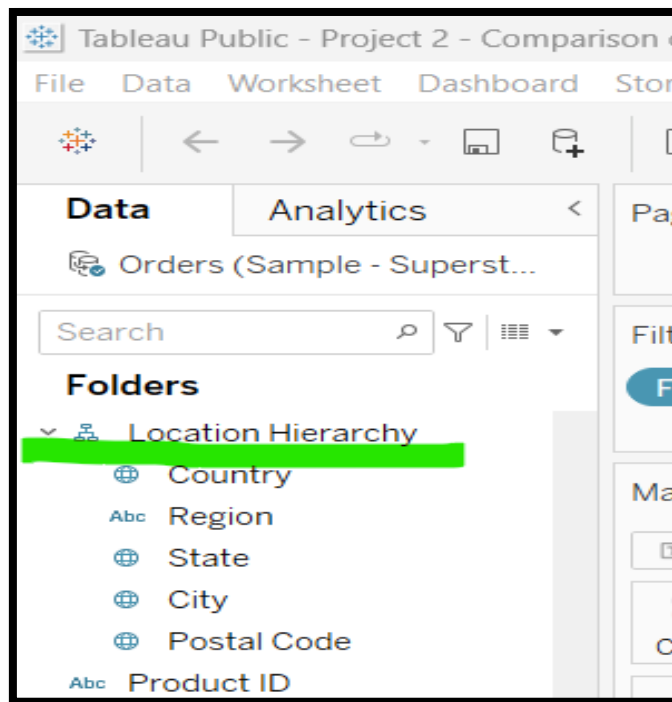 Tableau Public - Project 2 - Comparison
File Data Worksheet Dashboard
Data Analytics
Orders (Sample - Superst...
Search
Folders
Location Hierarchy
Country
Abc Region
State
City
Postal Code
Abc Product ID